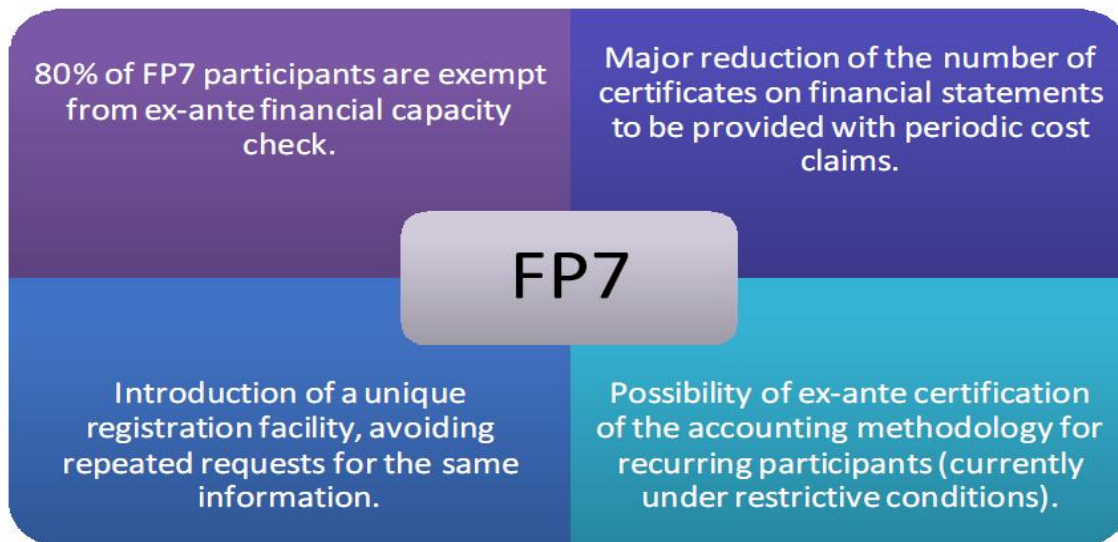 80% of FP7 participants are exempt
from ex-ante financial capacity
check.
Major reduction of the number of
certificates on financial statements
to be provided with periodic cost
claims.
FP7
Introduction of a unique
registration facility, avoiding
repeated requests for the same
information.
Possibility of ex-ante certification
of the accounting methodology for
recurring participants (currently
under restrictive conditions).